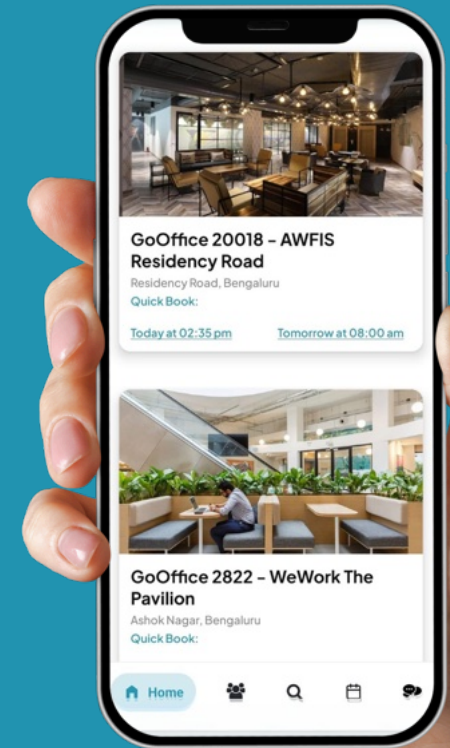 GoOffice 20018 – AWFIS
Residency Road
Residency Road, Bengaluru
Quick Book:
Today at 02:35 pm Tomorrow at 08:00 am
GoOffice 2822 – WeWork The
Pavilion
Ashok Nagar, Bengaluru
Quick Book:
Home